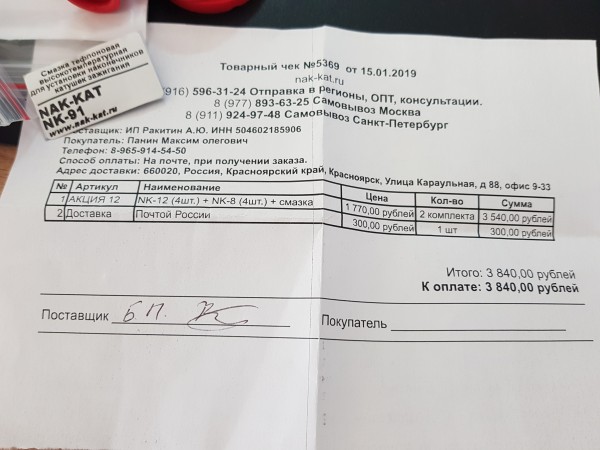 Смазка тефлоновая
высокотемпературная
для установки наконечников
катушек зажигания
NAK-KAT
NK-91
www.nak-kat.ru
Товарный чек №5369 от 15.01.2019
nak-kat.ru
(916) 596-31-24 Отправка в регионы, ОПТ, консультации.
8 (977) 893-63-25 Самовывоз Москва
8 (911) 924-97-48 Самовывоз Санкт-Петербург
Поставщик: ИП Ракитин А.Ю. ИНН 504602185906
Покупатель: Панин Максим олегович
Телефон: 8-965-914-54-50
Способ оплаты: На почте, при получении заказа.
Адрес доставки: 660020, Россия, Красноярский край, Красноярск, Улица Караульная, д 88, офис 9-33
№ Артикул Наименование Цена Кол-во Сумма
1 АКЦИЯ 12 NK-12 (4шт.) + NK-8 (4шт.) + смазка 1 770,00 рублей 2 комплекта 3 540,00 рублей
2 Доставка Почтой России 300,00 рублей 1 шт 300,00 рублей
Итого: 3 840,00 рублей
К оплате: 3 840,00 рублей
Поставщик Б.П. Покупатель